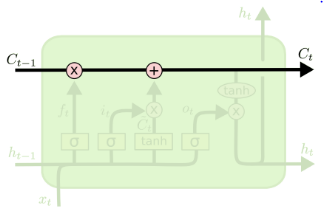 h_t
C_{t-1} × + C_t
tanh
f_t i_t × o_t ×
C̃_t
σ σ tanh σ
h_{t-1} h_t
x_t